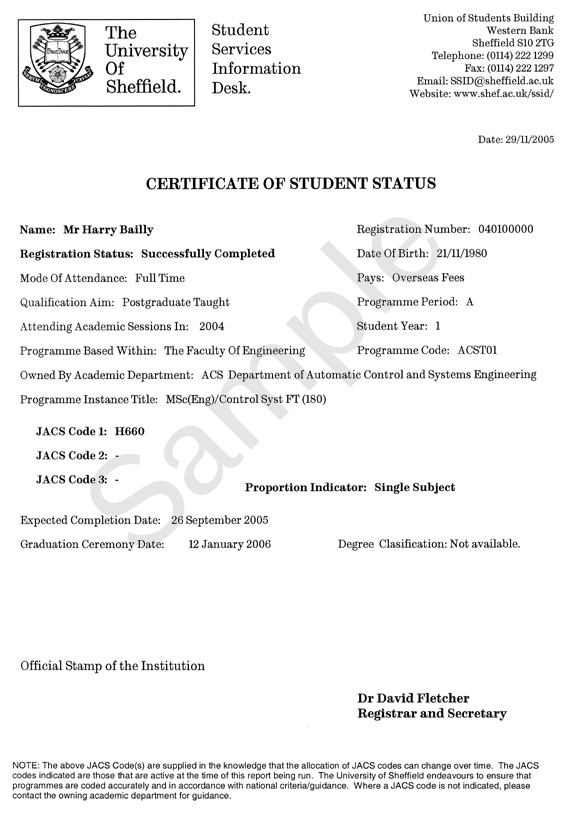 The
University
Of
Sheffield.
Student
Services
Information
Desk.
Union of Students Building
Western Bank
Sheffield S10 2TG
Telephone: (0114) 222 1299
Fax: (0114) 222 1297
Email: SSID@sheffield.ac.uk
Website: www.shef.ac.uk/ssid/
Date: 29/11/2005
CERTIFICATE OF STUDENT STATUS
Name: Mr Harry Bailly Registration Number: 040100000
Registration Status: Successfully Completed Date Of Birth: 21/11/1980
Mode Of Attendance: Full Time Pays: Overseas Fees
Qualification Aim: Postgraduate Taught Programme Period: A
Attending Academic Sessions In: 2004 Student Year: 1
Programme Based Within: The Faculty Of Engineering Programme Code: ACST01
Owned By Academic Department: ACS Department of Automatic Control and Systems Engineering
Programme Instance Title: MSc(Eng)/Control Syst FT (180)
JACS Code 1: H660
JACS Code 2: -
JACS Code 3: -
Proportion Indicator: Single Subject
Expected Completion Date: 26 September 2005
Graduation Ceremony Date: 12 January 2006 Degree Clasification: Not available.
Sample
Official Stamp of the Institution
Dr David Fletcher
Registrar and Secretary
NOTE: The above JACS Code(s) are supplied in the knowledge that the allocation of JACS codes can change over time. The JACS
codes indicated are those that are active at the time of this report being run. The University of Sheffield endeavours to ensure that
programmes are coded accurately and in accordance with national criteria/guidance. Where a JACS code is not indicated, please
contact the owning academic department for guidance.